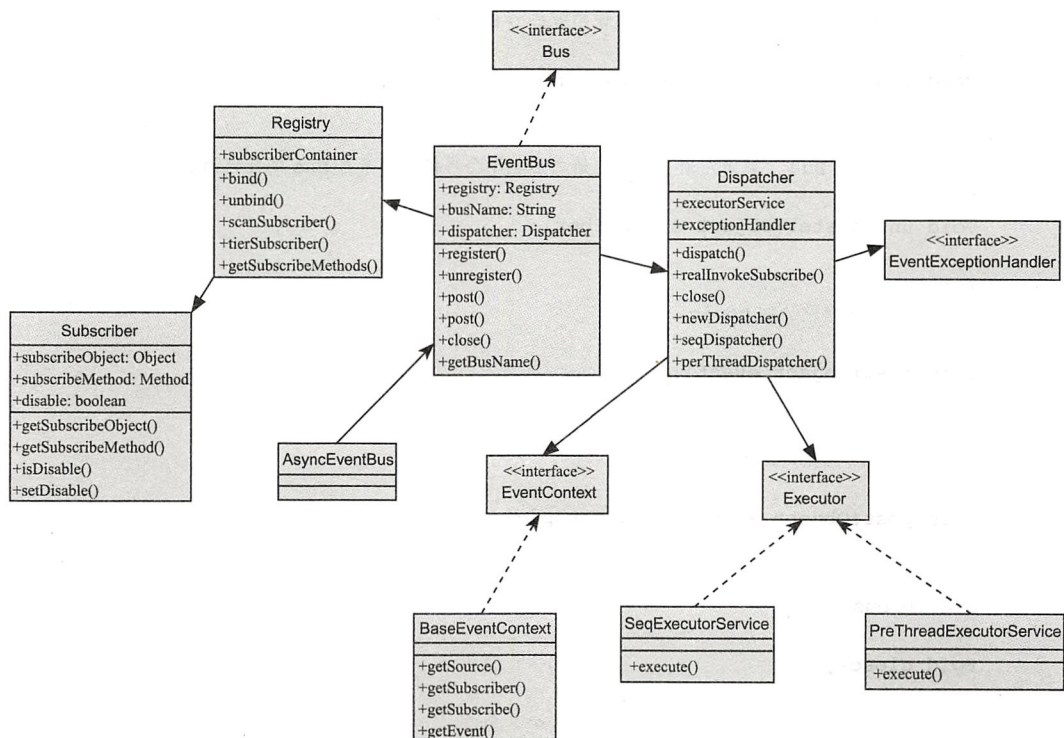 <<interface>>
Bus
Registry
+subscriberContainer
+bind()
+unbind()
+scanSubscriber()
+tierSubscriber()
+getSubscribeMethods()
EventBus
+registry: Registry
+busName: String
+dispatcher: Dispatcher
+register()
+unregister()
+post()
+post()
+close()
+getBusName()
Dispatcher
+executorService
+exceptionHandler
+dispatch()
+realInvokeSubscribe()
+close()
+newDispatcher()
+seqDispatcher()
+perThreadDispatcher()
<<interface>>
EventExceptionHandler
Subscriber
+subscribeObject: Object
+subscribeMethod: Method
+disable: boolean
+getSubscribeObject()
+getSubscribeMethod()
+isDisable()
+setDisable()
AsyncEventBus
<<interface>>
EventContext
<<interface>>
Executor
BaseEventContext
+getSource()
+getSubscriber()
+getSubscribe()
+getEvent()
SeqExecutorService
+execute()
PreThreadExecutorService
+execute()